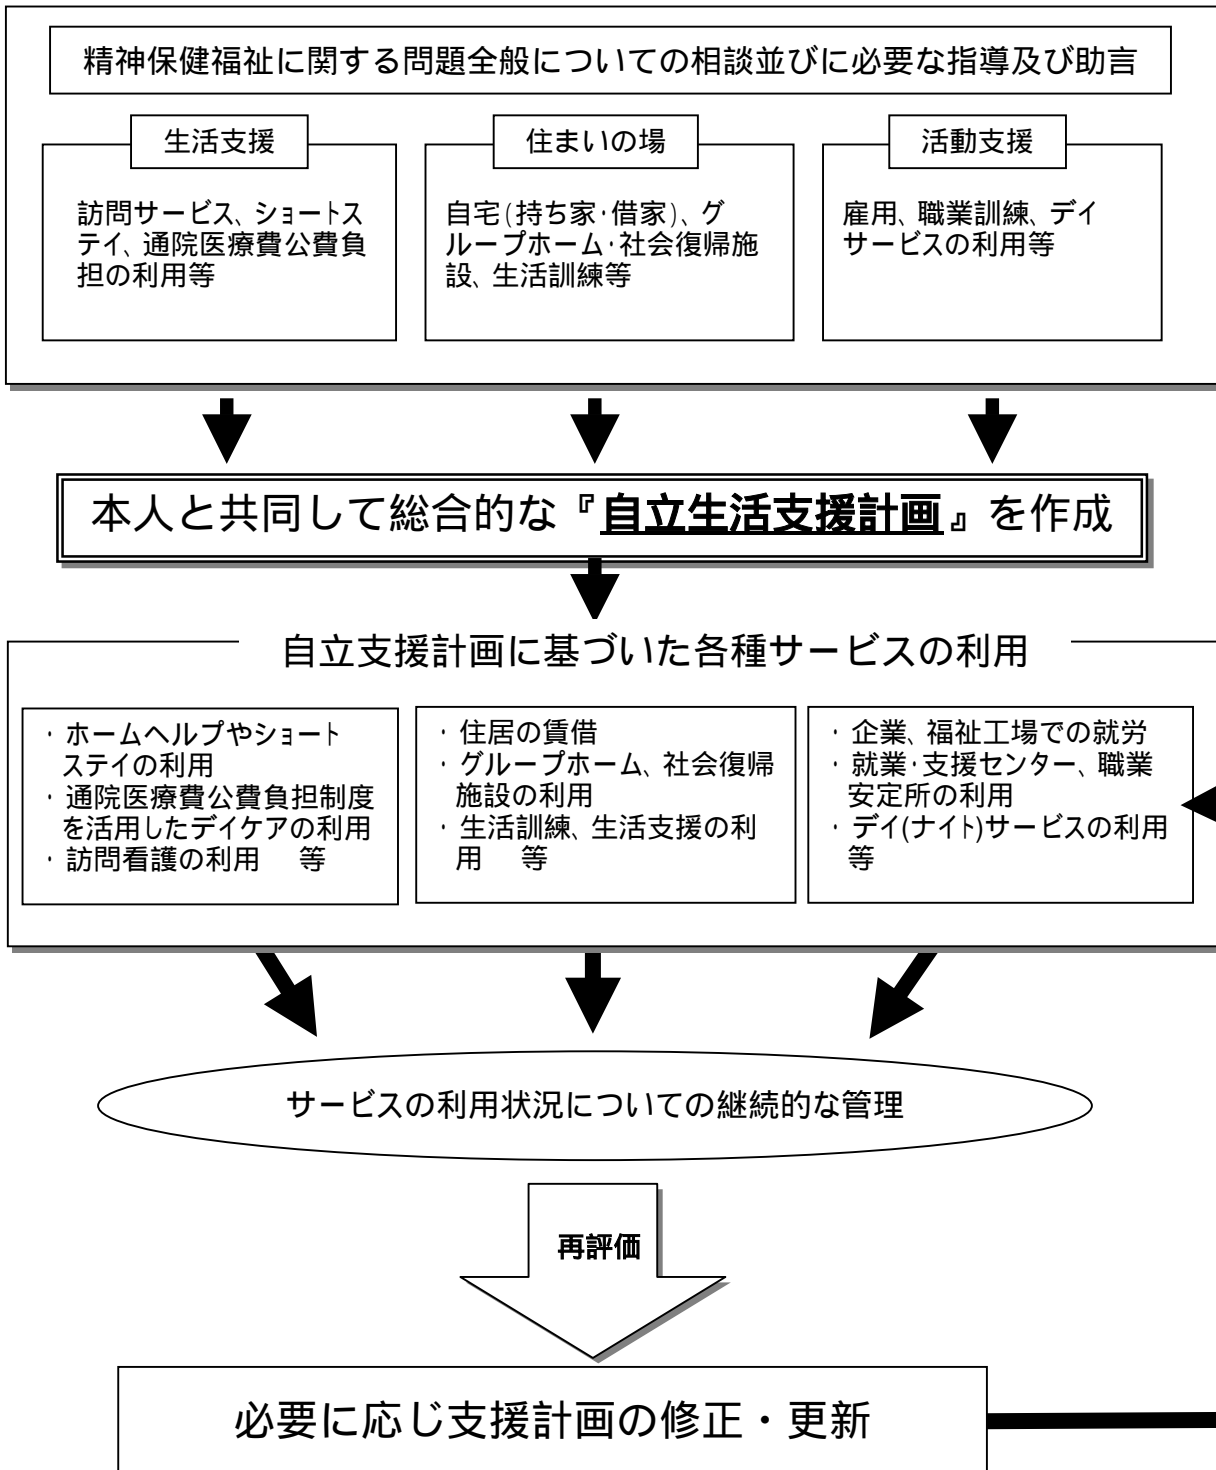 精神保健福祉に関する問題全般についての相談並びに必要な指導及び助言
生活支援
訪問サービス、ショートス
テイ、通院医療費公費負
担の利用等
住まいの場
自宅(持ち家・借家)、グ
ループホーム・社会復帰施
設、生活訓練等
活動支援
雇用、職業訓練、デイ
サービスの利用等
本人と共同して総合的な『自立生活支援計画』を作成
自立支援計画に基づいた各種サービスの利用
・ホームヘルプやショート
ステイの利用
・通院医療費公費負担制度
を活用したデイケアの利用
・訪問看護の利用　等
・住居の賃借
・グループホーム、社会復帰
施設の利用
・生活訓練、生活支援の利
用　等
・企業、福祉工場での就労
・就業・支援センター、職業
安定所の利用
・デイ(ナイト)サービスの利用
等
サービスの利用状況についての継続的な管理
再評価
必要に応じ支援計画の修正・更新